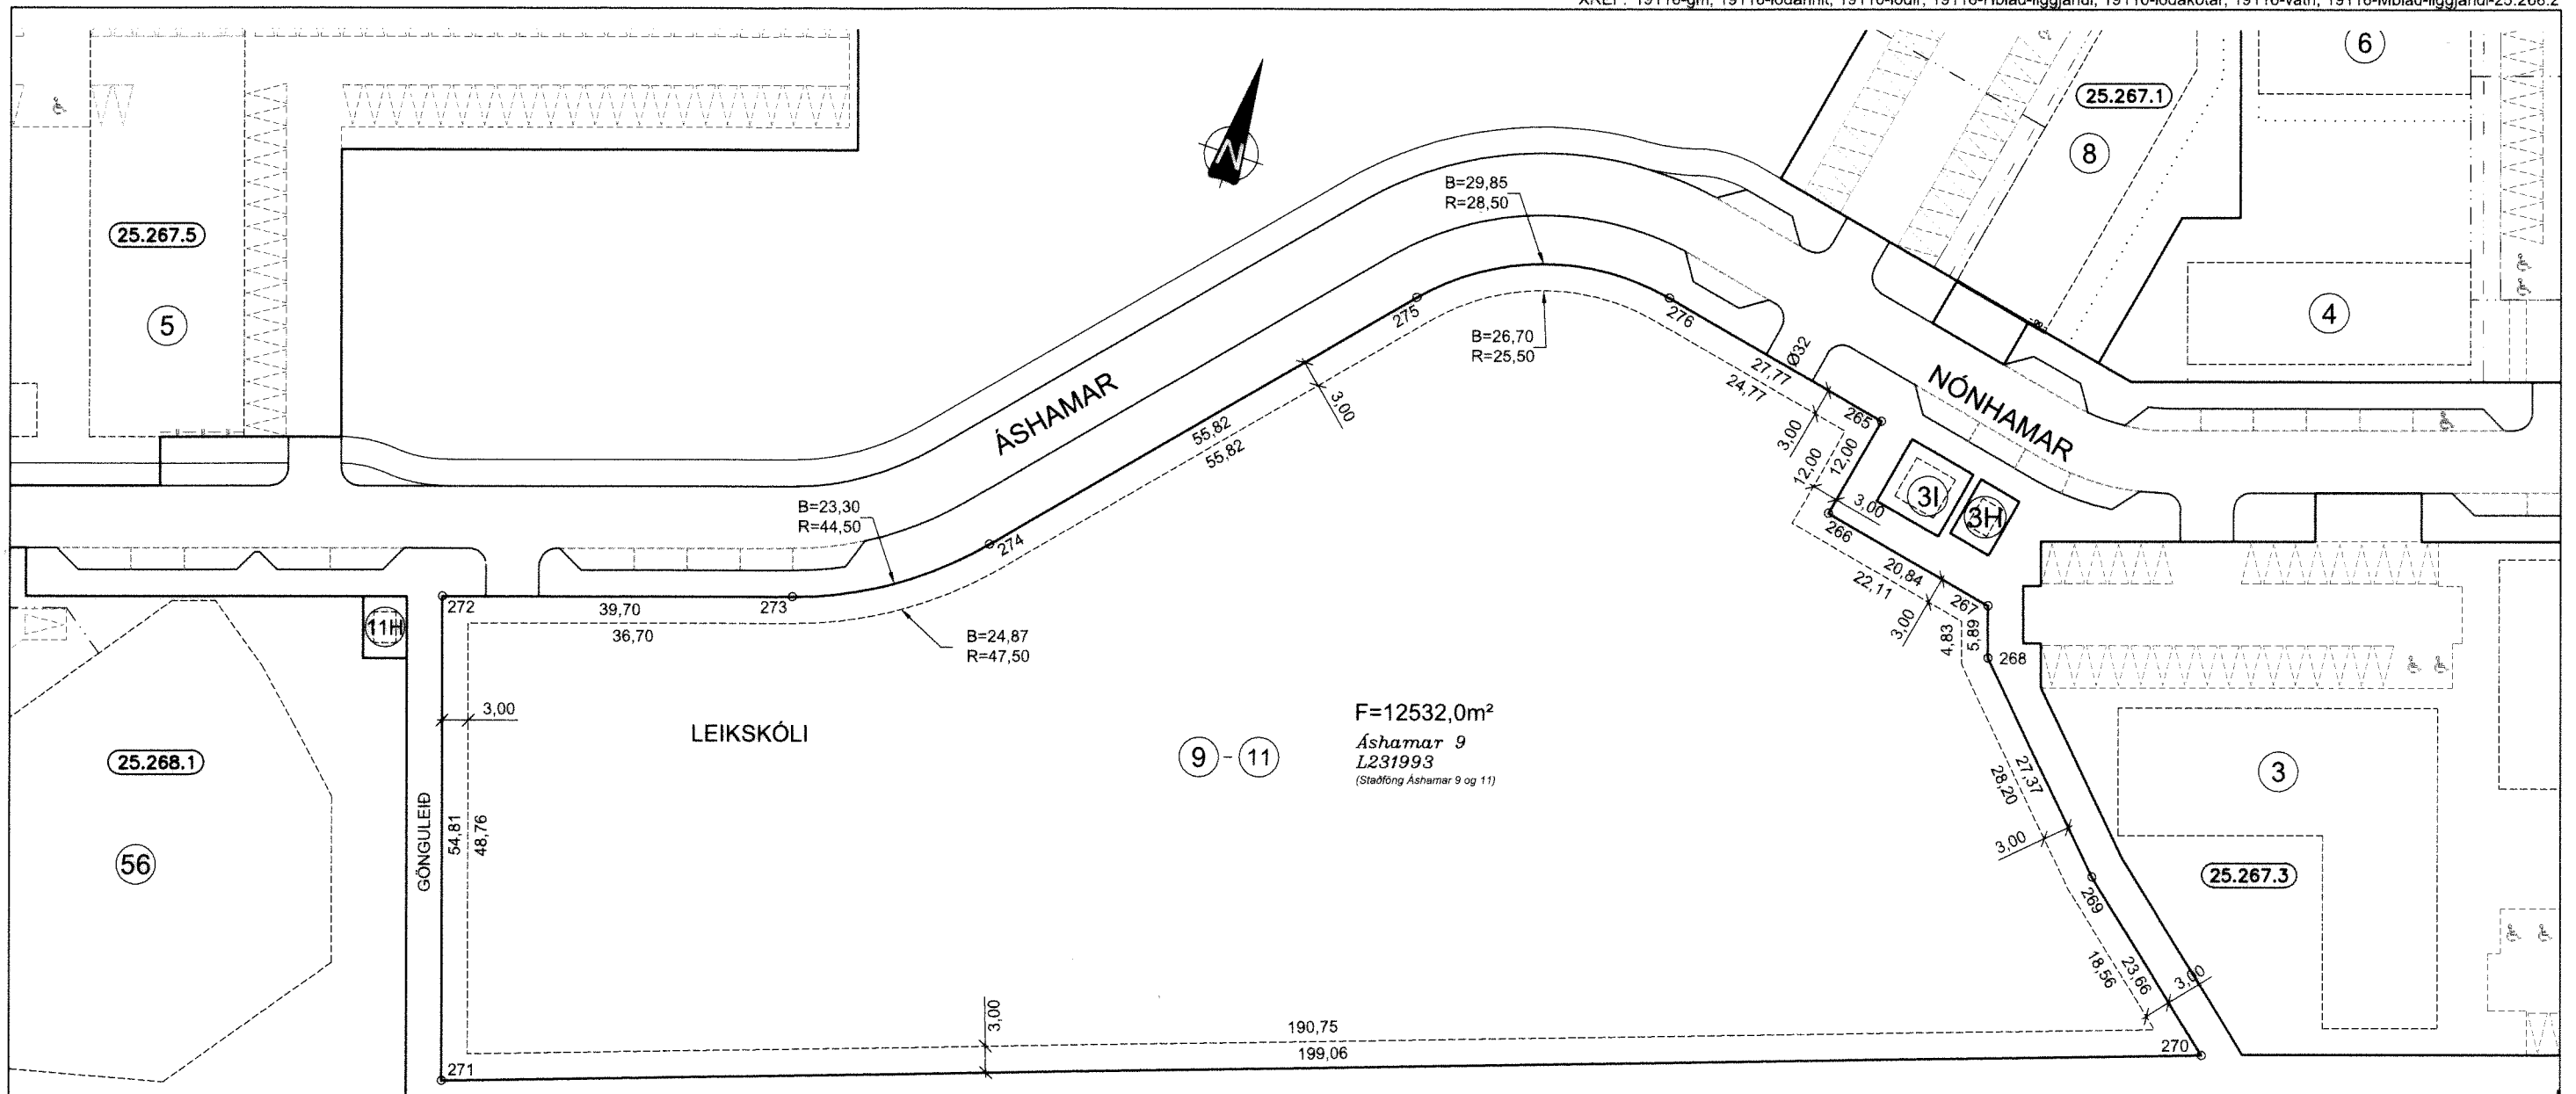 25.267.5
5
B=29,85
R=28,50
6
25.267.1
8
4
275
276
B=26,70
R=25,50
ÁSHAMAR
NÓNHAMAR
Ø32
27,77
24,77
265
3,00
3,00
12,00
12,00
3,00
3I
3H
266
55,82
55,82
B=23,30
R=44,50
274
20,84
22,11
267
3,00
4,83
5,89
268
272
39,70
273
36,70
B=24,87
R=47,50
11H
3,00
LEIKSKÓLI
F=12532,0m²
Áshamar 9
L231993
(Staðföng Áshamar 9 og 11)
9 - 11
25.268.1
56
GÖNGULEIÐ
54,81
48,76
27,37
28,20
3,00
3
25.267.3
269
23,66
18,56
3,00
3,00
190,75
199,06
270
271